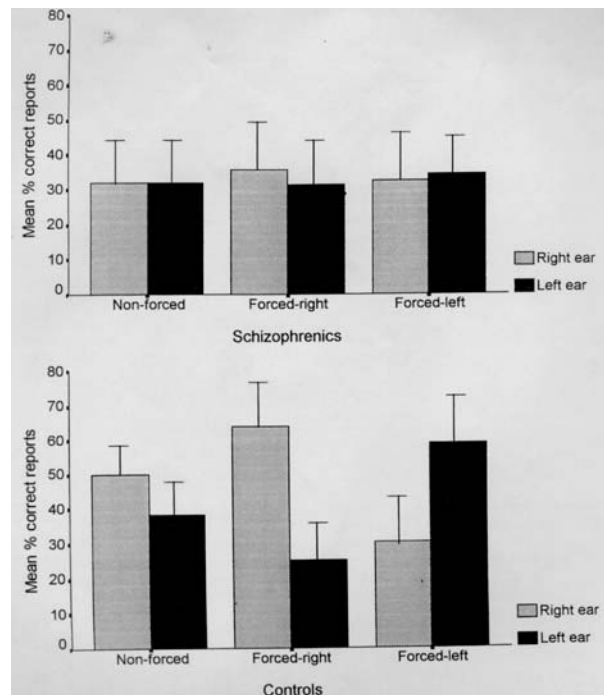 80
70
60
50
40
30
20
10
0
Mean % correct reports
Non-forced Forced-right Forced-left
Schizophrenics
Right ear
Left ear
80
70
60
50
40
30
20
10
0
Mean % correct reports
Non-forced Forced-right Forced-left
Controls
Right ear
Left ear